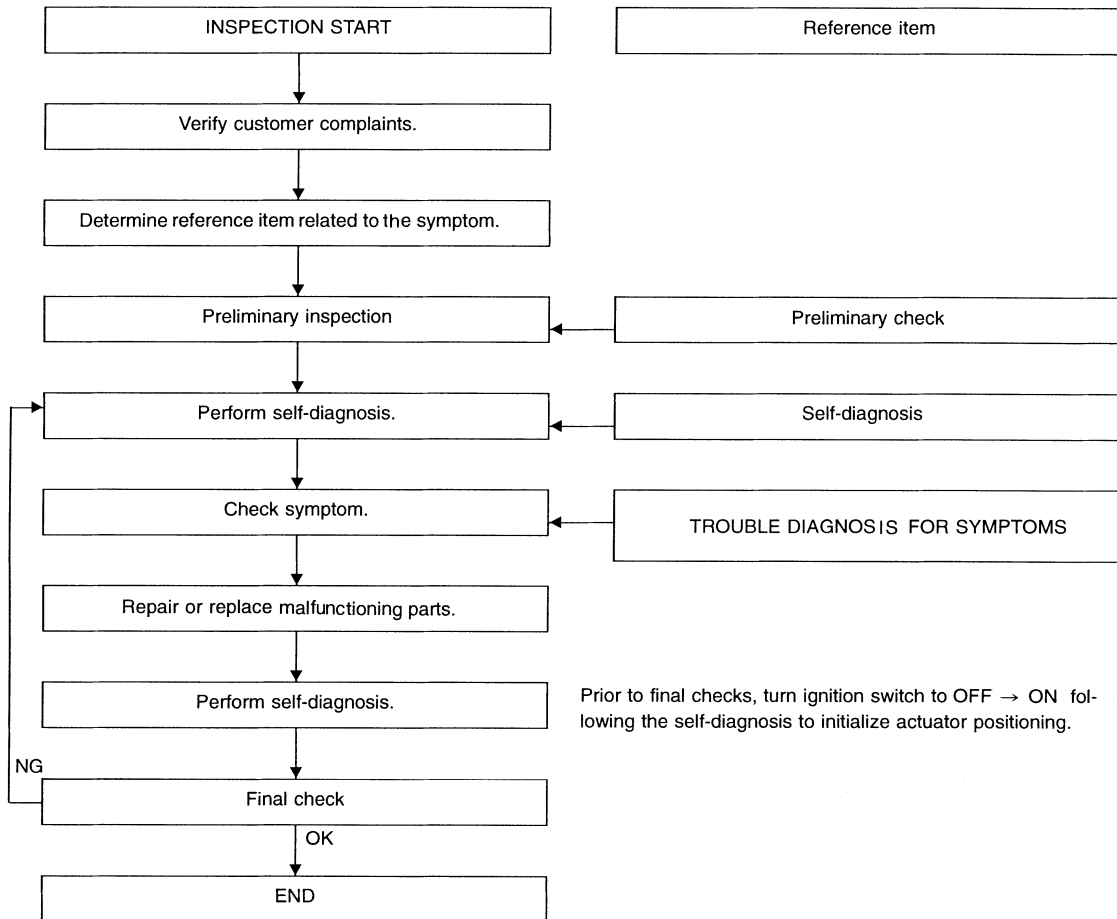 INSPECTION START
Reference item
Verify customer complaints.
Determine reference item related to the symptom.
Preliminary inspection
Preliminary check
Perform self-diagnosis.
Self-diagnosis
Check symptom.
TROUBLE DIAGNOSIS FOR SYMPTOMS
Repair or replace malfunctioning parts.
Perform self-diagnosis.
Prior to final checks, turn ignition switch to OFF → ON fol-
lowing the self-diagnosis to initialize actuator positioning.
NG
Final check
OK
END